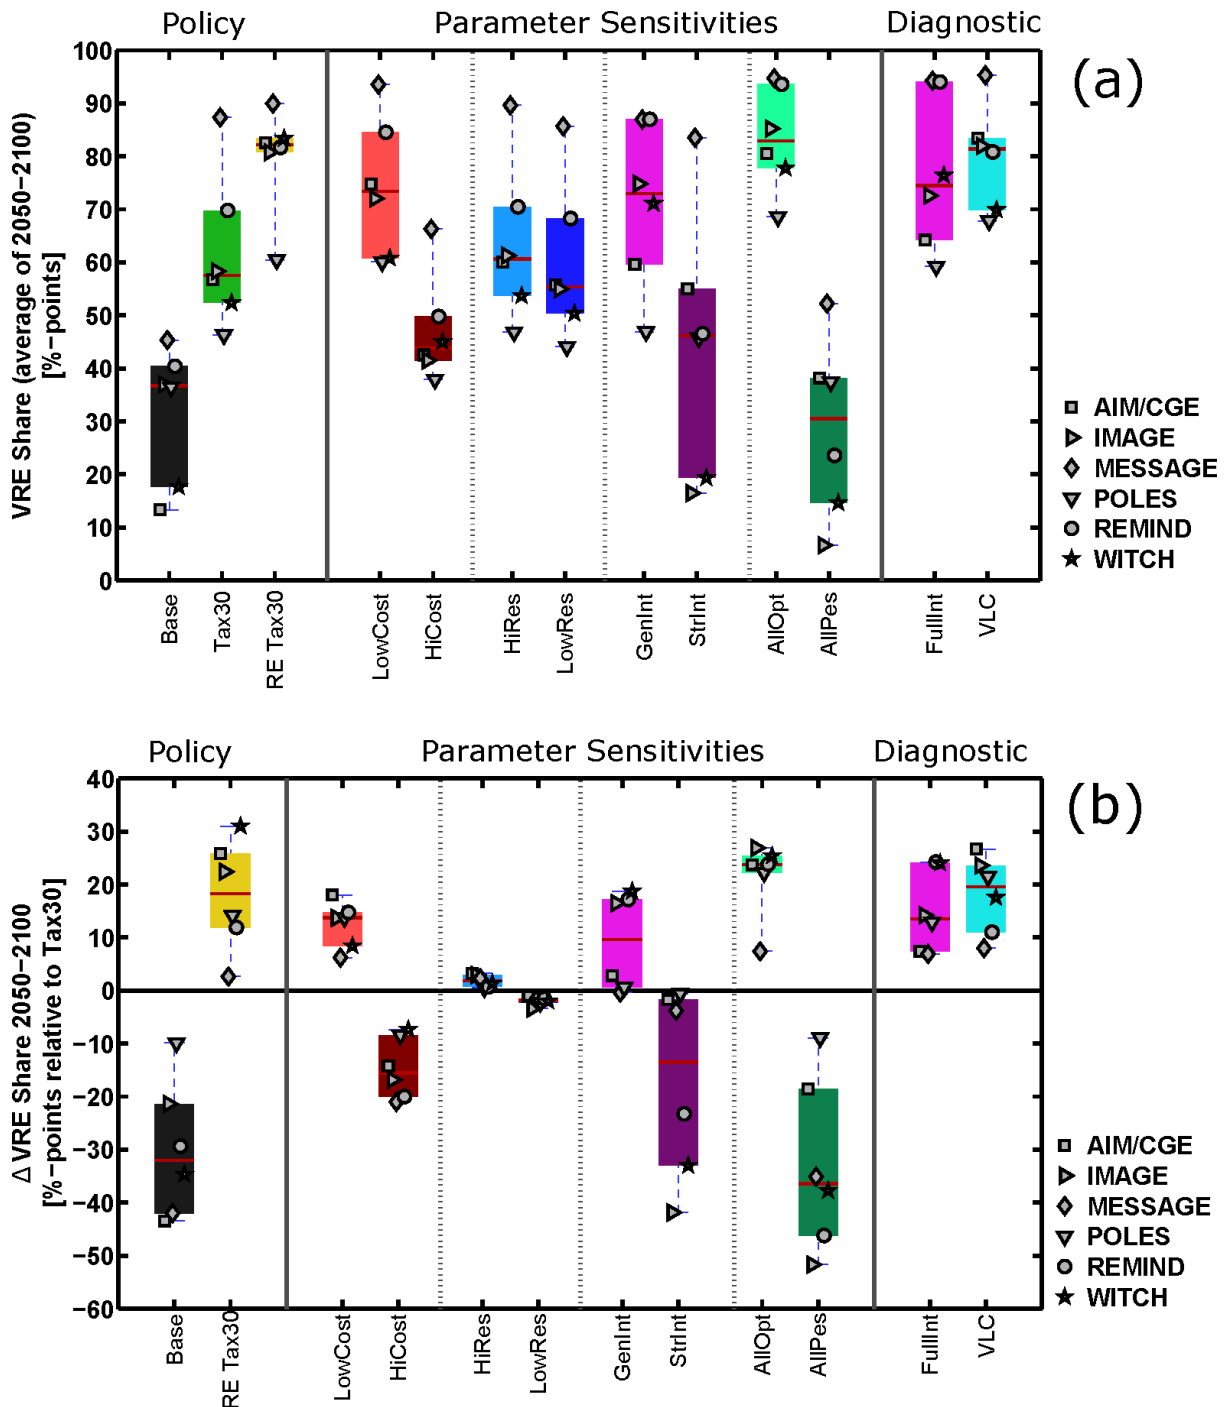 Policy Parameter Sensitivities Diagnostic
(a)
VRE Share (average of 2050−2100)
[%−points]
100
90
80
70
60
50
40
30
20
10
0
AIM/CGE
IMAGE
MESSAGE
POLES
REMIND
WITCH
Base
Tax30
RE Tax30
LowCost
HiCost
HiRes
LowRes
GenInt
StrInt
AllOpt
AllPes
FullInt
VLC
Policy Parameter Sensitivities Diagnostic
(b)
Δ VRE Share 2050−2100
[%−points relative to Tax30]
40
30
20
10
0
−10
−20
−30
−40
−50
−60
AIM/CGE
IMAGE
MESSAGE
POLES
REMIND
WITCH
Base
RE Tax30
LowCost
HiCost
HiRes
LowRes
GenInt
StrInt
AllOpt
AllPes
FullInt
VLC